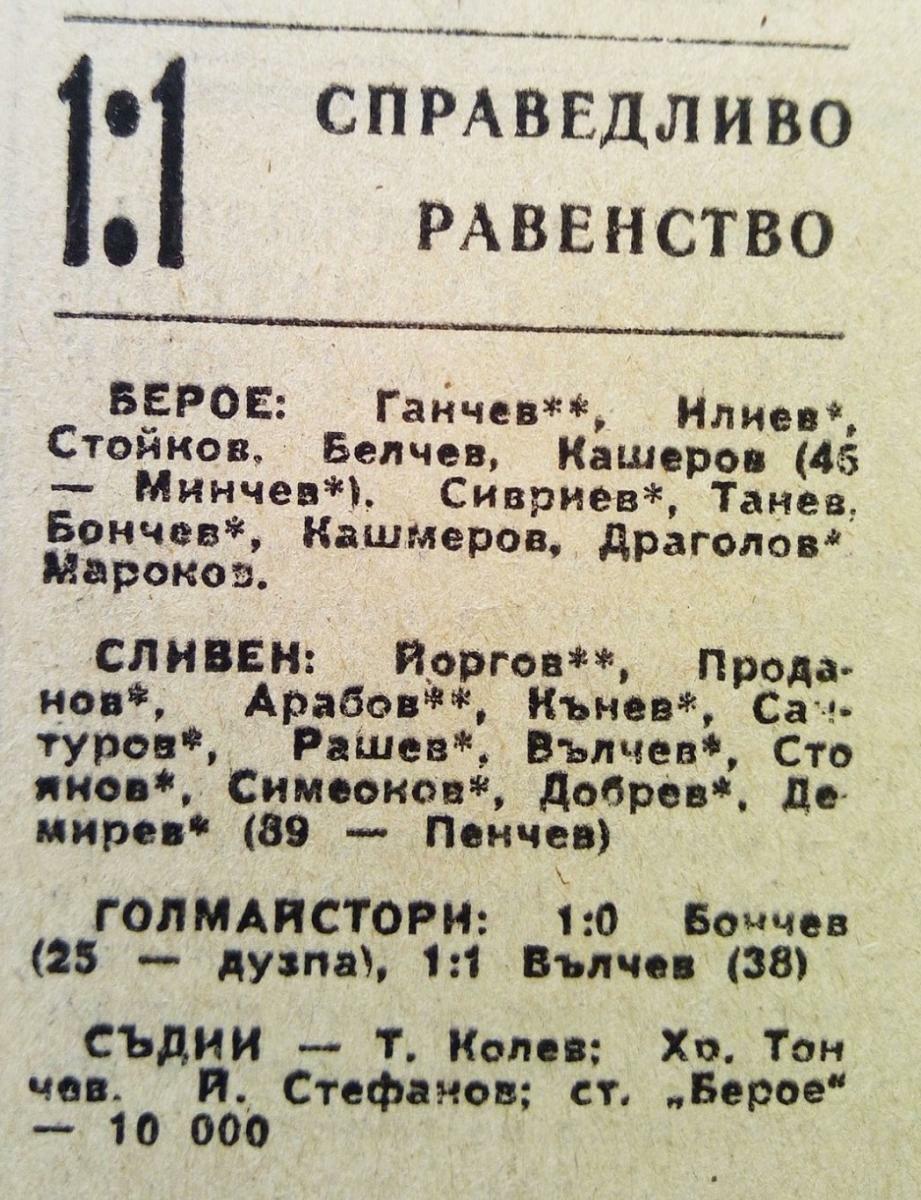 1:1
СПРАВЕДЛИВО
РАВЕНСТВО
БЕРОЕ: Ганчев**, Илиев*,
Стойков, Белчев, Кашеров (46
— Минчев*), Сивриев*, Танев,
Бончев*, Кашмеров, Драголов*
Мароков.
СЛИВЕН: Йоргов**, Прода-
нов*, Арабов**, Кънев*, Сан-
туров*, Рашев*, Вълчев*, Сто
янов*, Симеонов*, Добрев*, Де-
мирев* (89 — Пенчев)
ГОЛМАЙСТОРИ: 1:0 Бончев
(25 — дузпа), 1:1 Вълчев (38)
СЪДИИ — Т. Колев; Хр. Тон
чев. Й. Стефанов; ст. „Берое“
— 10 000